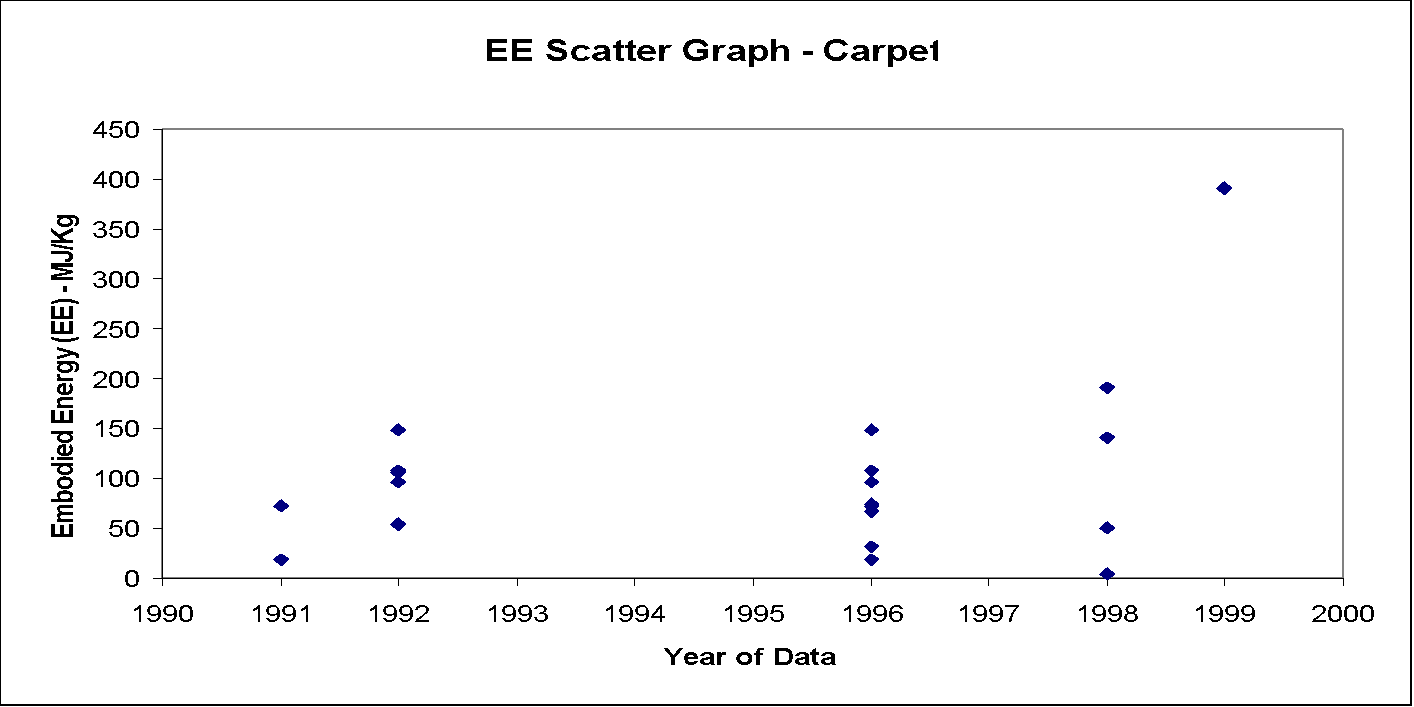 EE Scatter Graph - Carpet
450
400
350
300
250
200
150
100
50
0
Embodied Energy (EE) - MJ/Kg
1990 1991 1992 1993 1994 1995 1996 1997 1998 1999 2000
Year of Data